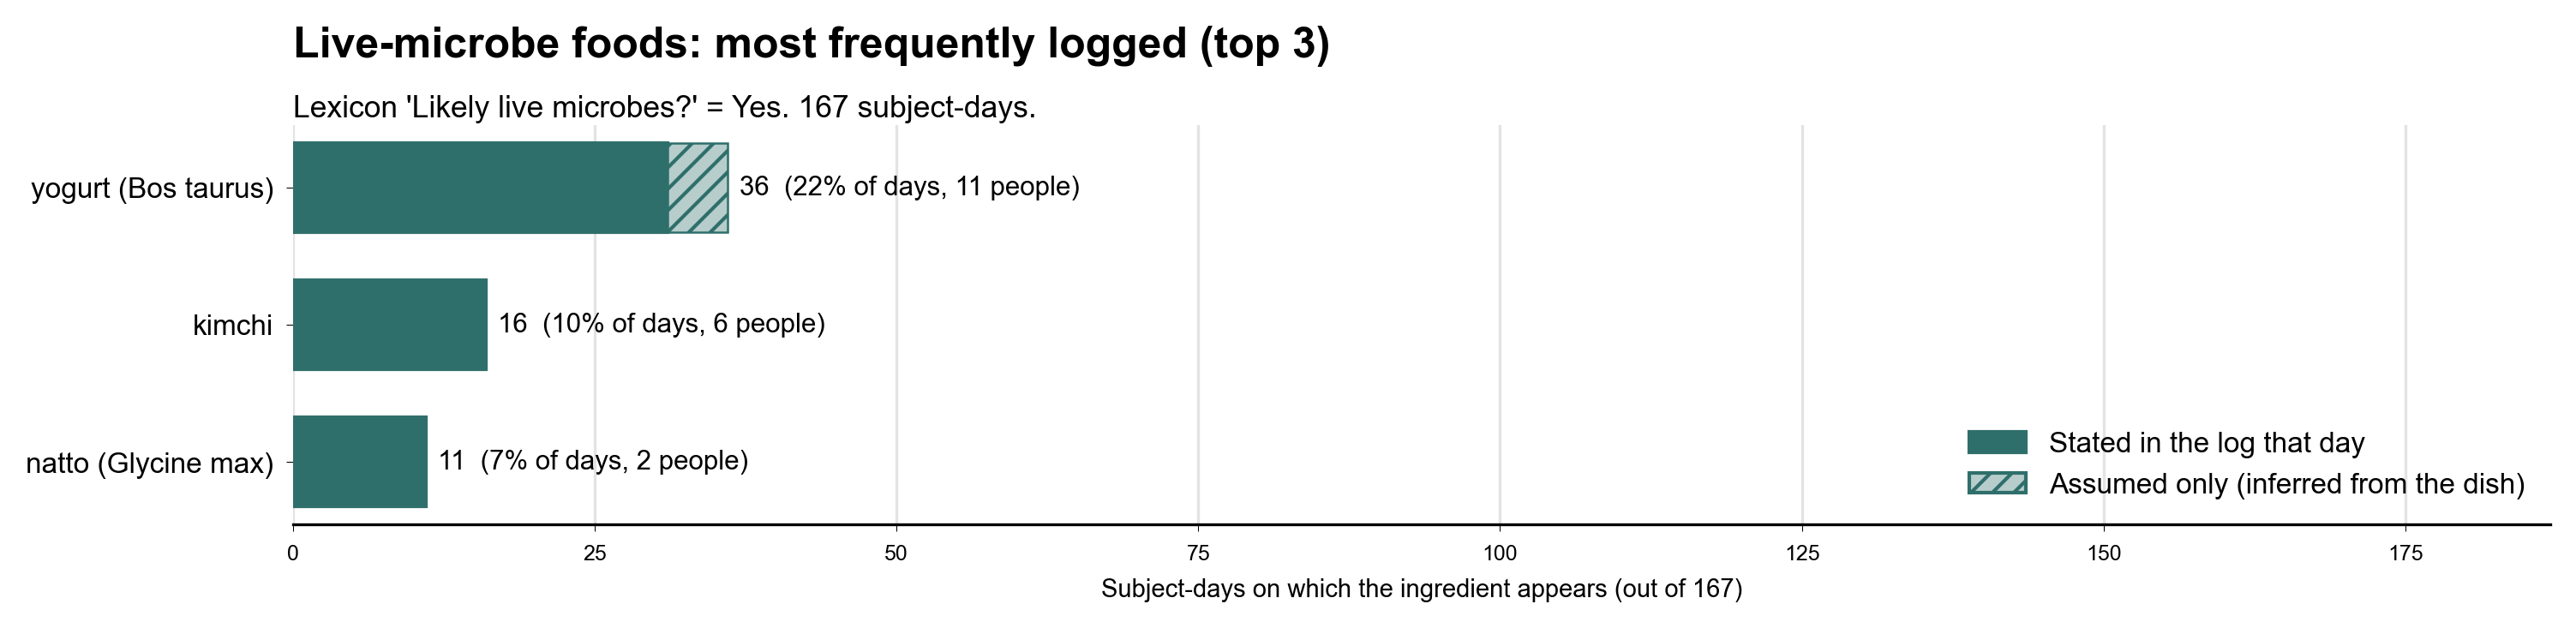 Live-microbe foods: most frequently logged (top 3)
Lexicon 'Likely live microbes?' = Yes. 167 subject-days.
yogurt (Bos taurus)
36 (22% of days, 11 people)
kimchi
16 (10% of days, 6 people)
natto (Glycine max)
11 (7% of days, 2 people)
Stated in the log that day
Assumed only (inferred from the dish)
0 25 50 75 100 125 150 175
Subject-days on which the ingredient appears (out of 167)